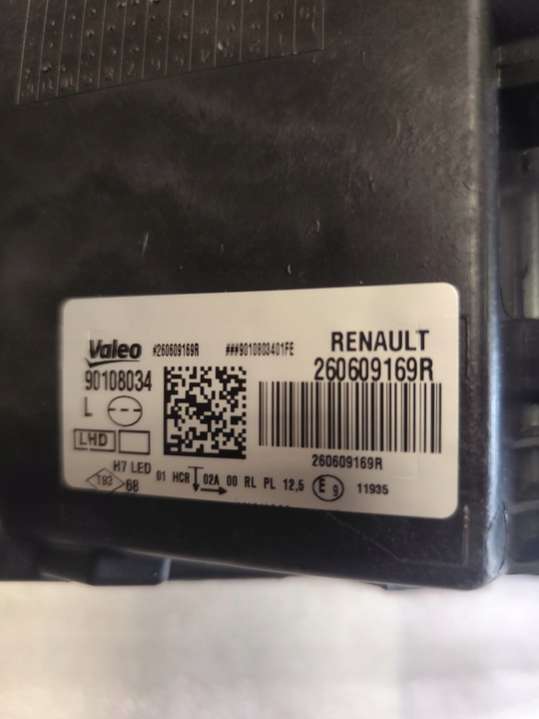 Valeo #260609169R ###9010803401FE RENAULT
90108034 260609169R
L
LHD
260609169R
H7 LED 01 HCR 02A 00 RL PL 12,5 E9 11935
T93 68